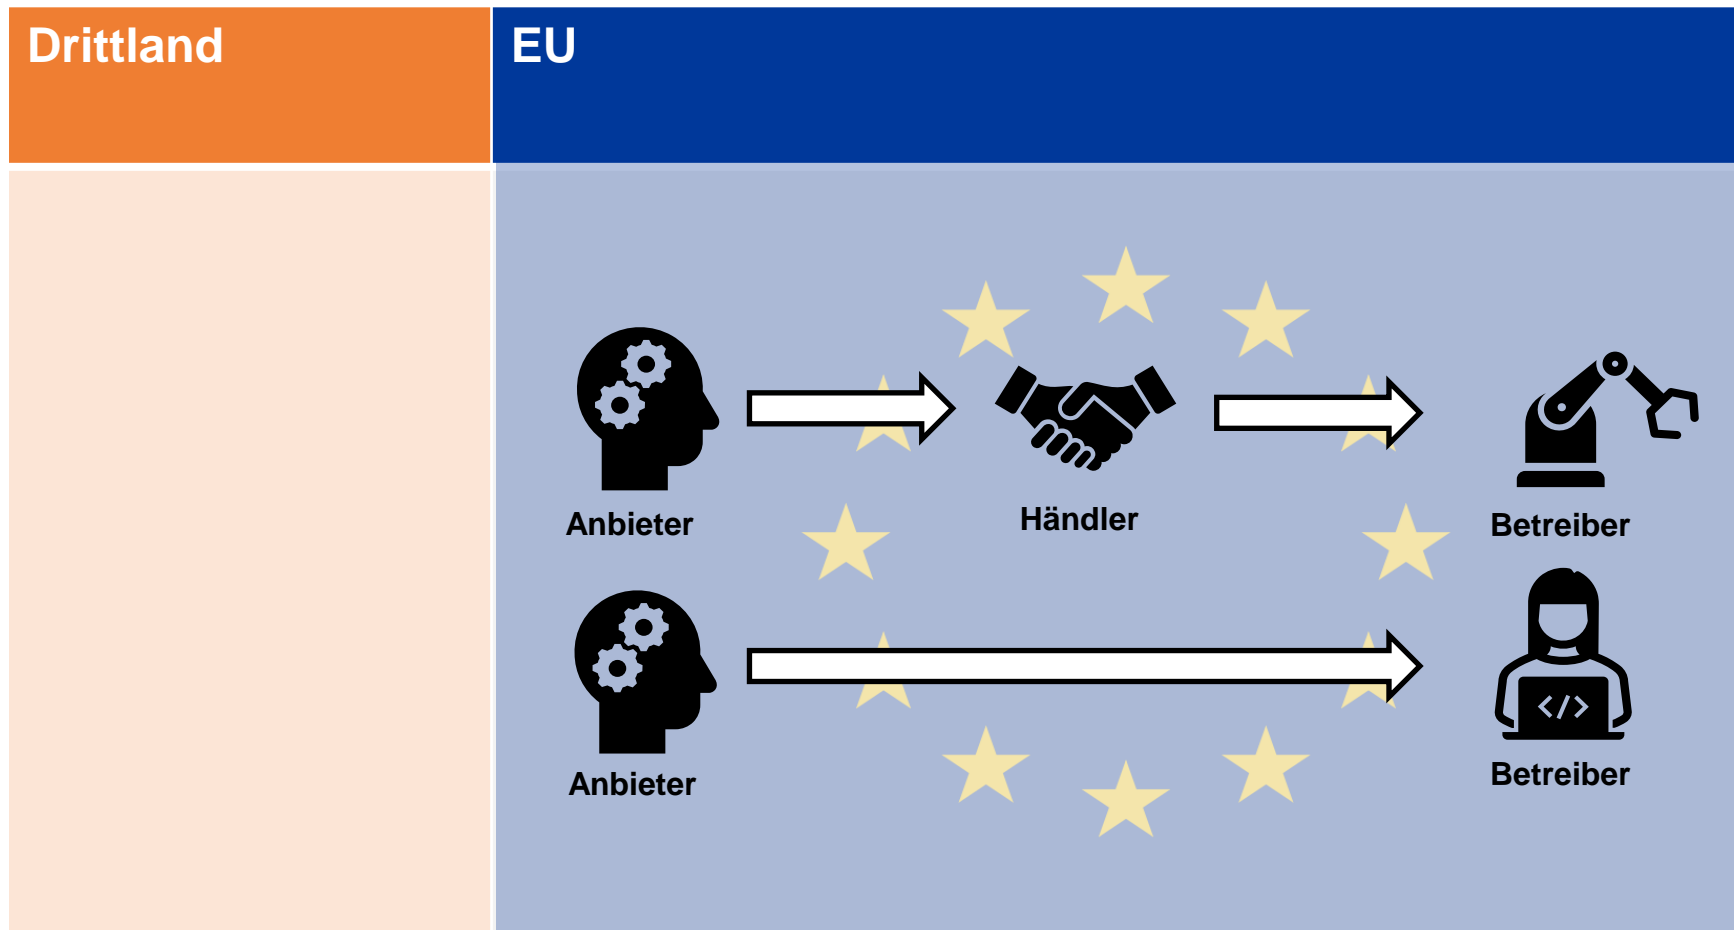 Drittland
EU
Anbieter
Händler
Betreiber
</>
Anbieter
Betreiber